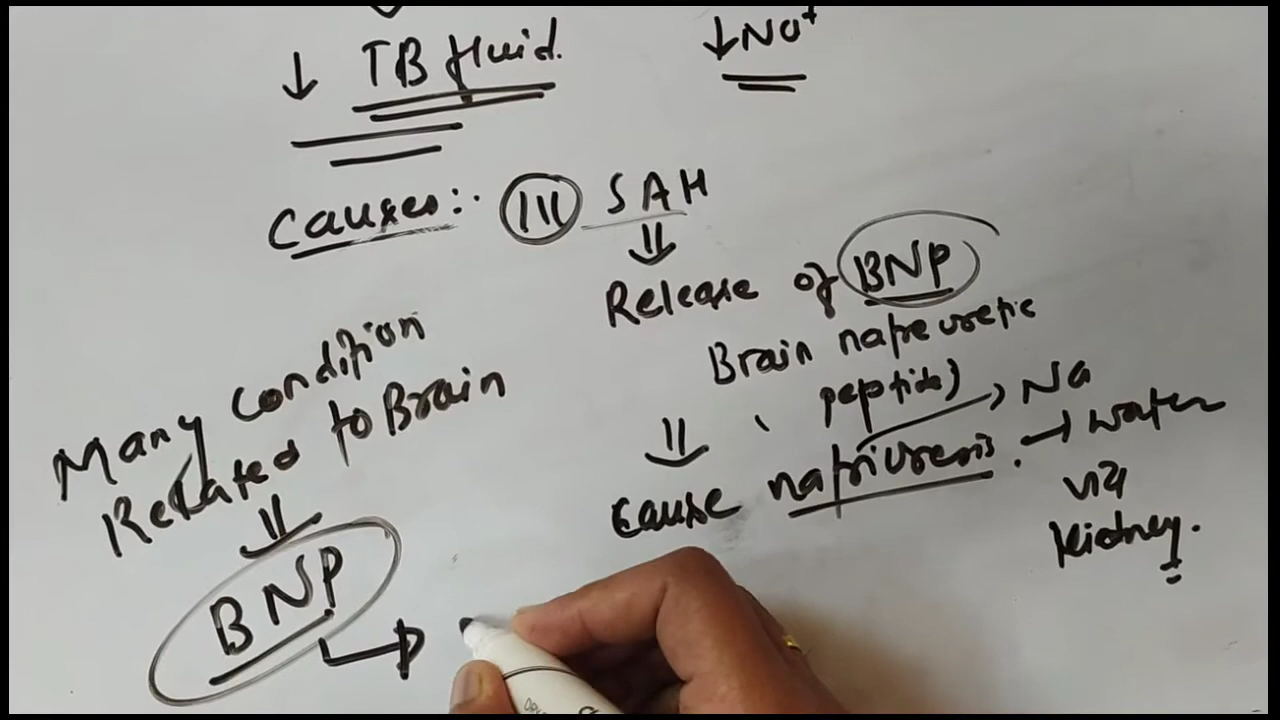 ↓ TB fluid. ↓ Na⁺
Causes:- III SAH
⇓
Release of BNP
Brain natreuretic
( peptide)
⇓
cause natriuresis. → Na → water
via
kidney.
Many Condition
Related to Brain
⇓
BNP